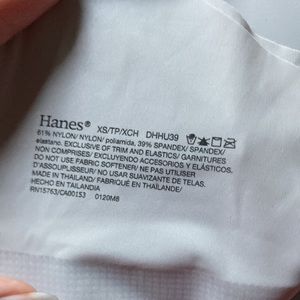 Hanes® XS/TP/XCH DHHU39
61% NYLON/ NYLON/ poliamida, 39% SPANDEX/ SPANDEX/
elastano. EXCLUSIVE OF TRIM AND ELASTICS/ GARNITURES
NON COMPRISES/ EXCLUYENDO ACCESORIOS Y ELÁSTICOS.
DO NOT USE FABRIC SOFTENER/ NE PAS UTILISER
D'ASSOUPLISSEUR/ NO USAR SUAVIZANTE DE TELAS.
MADE IN THAILAND/ FABRIQUÉ EN THAÏLANDE/
HECHO EN TAILANDIA
RN15763/CA00153 0120M8